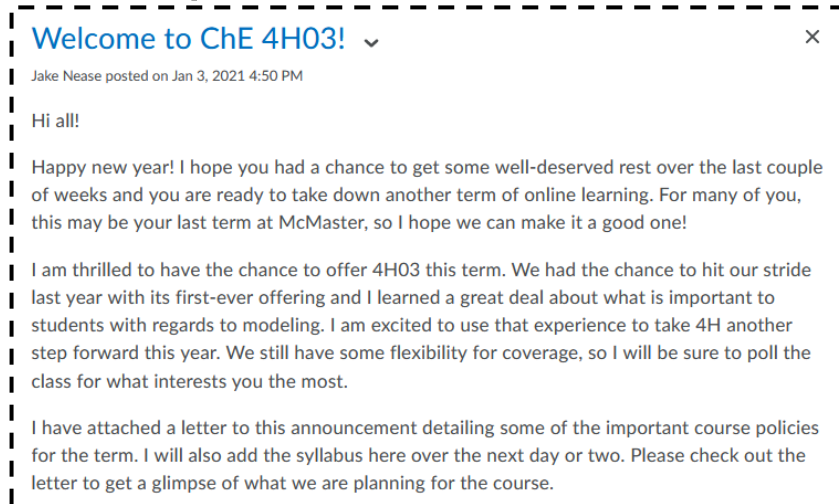 Welcome to ChE 4H03!
Jake Nease posted on Jan 3, 2021 4:50 PM
Hi all!
Happy new year! I hope you had a chance to get some well-deserved rest over the last couple
of weeks and you are ready to take down another term of online learning. For many of you,
this may be your last term at McMaster, so I hope we can make it a good one!
I am thrilled to have the chance to offer 4H03 this term. We had the chance to hit our stride
last year with its first-ever offering and I learned a great deal about what is important to
students with regards to modeling. I am excited to use that experience to take 4H another
step forward this year. We still have some flexibility for coverage, so I will be sure to poll the
class for what interests you the most.
I have attached a letter to this announcement detailing some of the important course policies
for the term. I will also add the syllabus here over the next day or two. Please check out the
letter to get a glimpse of what we are planning for the course.